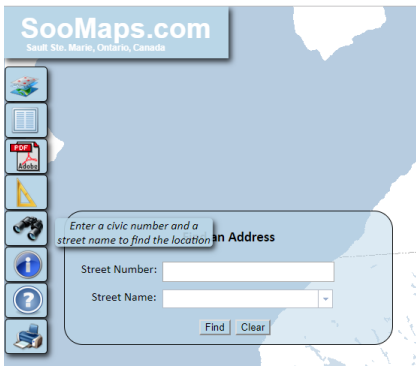 SooMaps.com
Sault Ste. Marie, Ontario, Canada
PDF
Adobe
Enter a civic number and a
street name to find the location
an Address
Street Number:
Street Name:
Find Clear